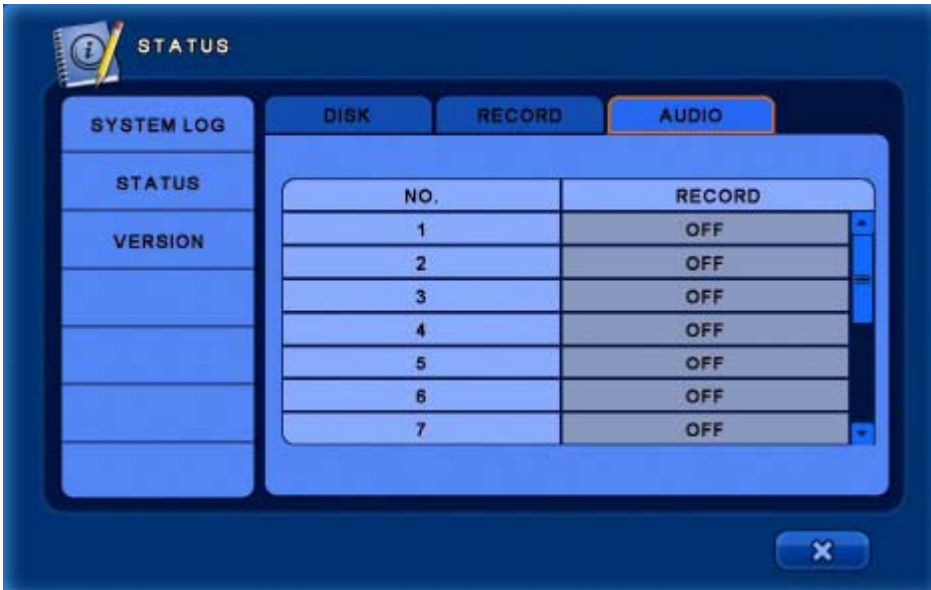 STATUS
SYSTEM LOG
STATUS
VERSION
DISK RECORD AUDIO
NO. RECORD
1 OFF
2 OFF
3 OFF
4 OFF
5 OFF
6 OFF
7 OFF